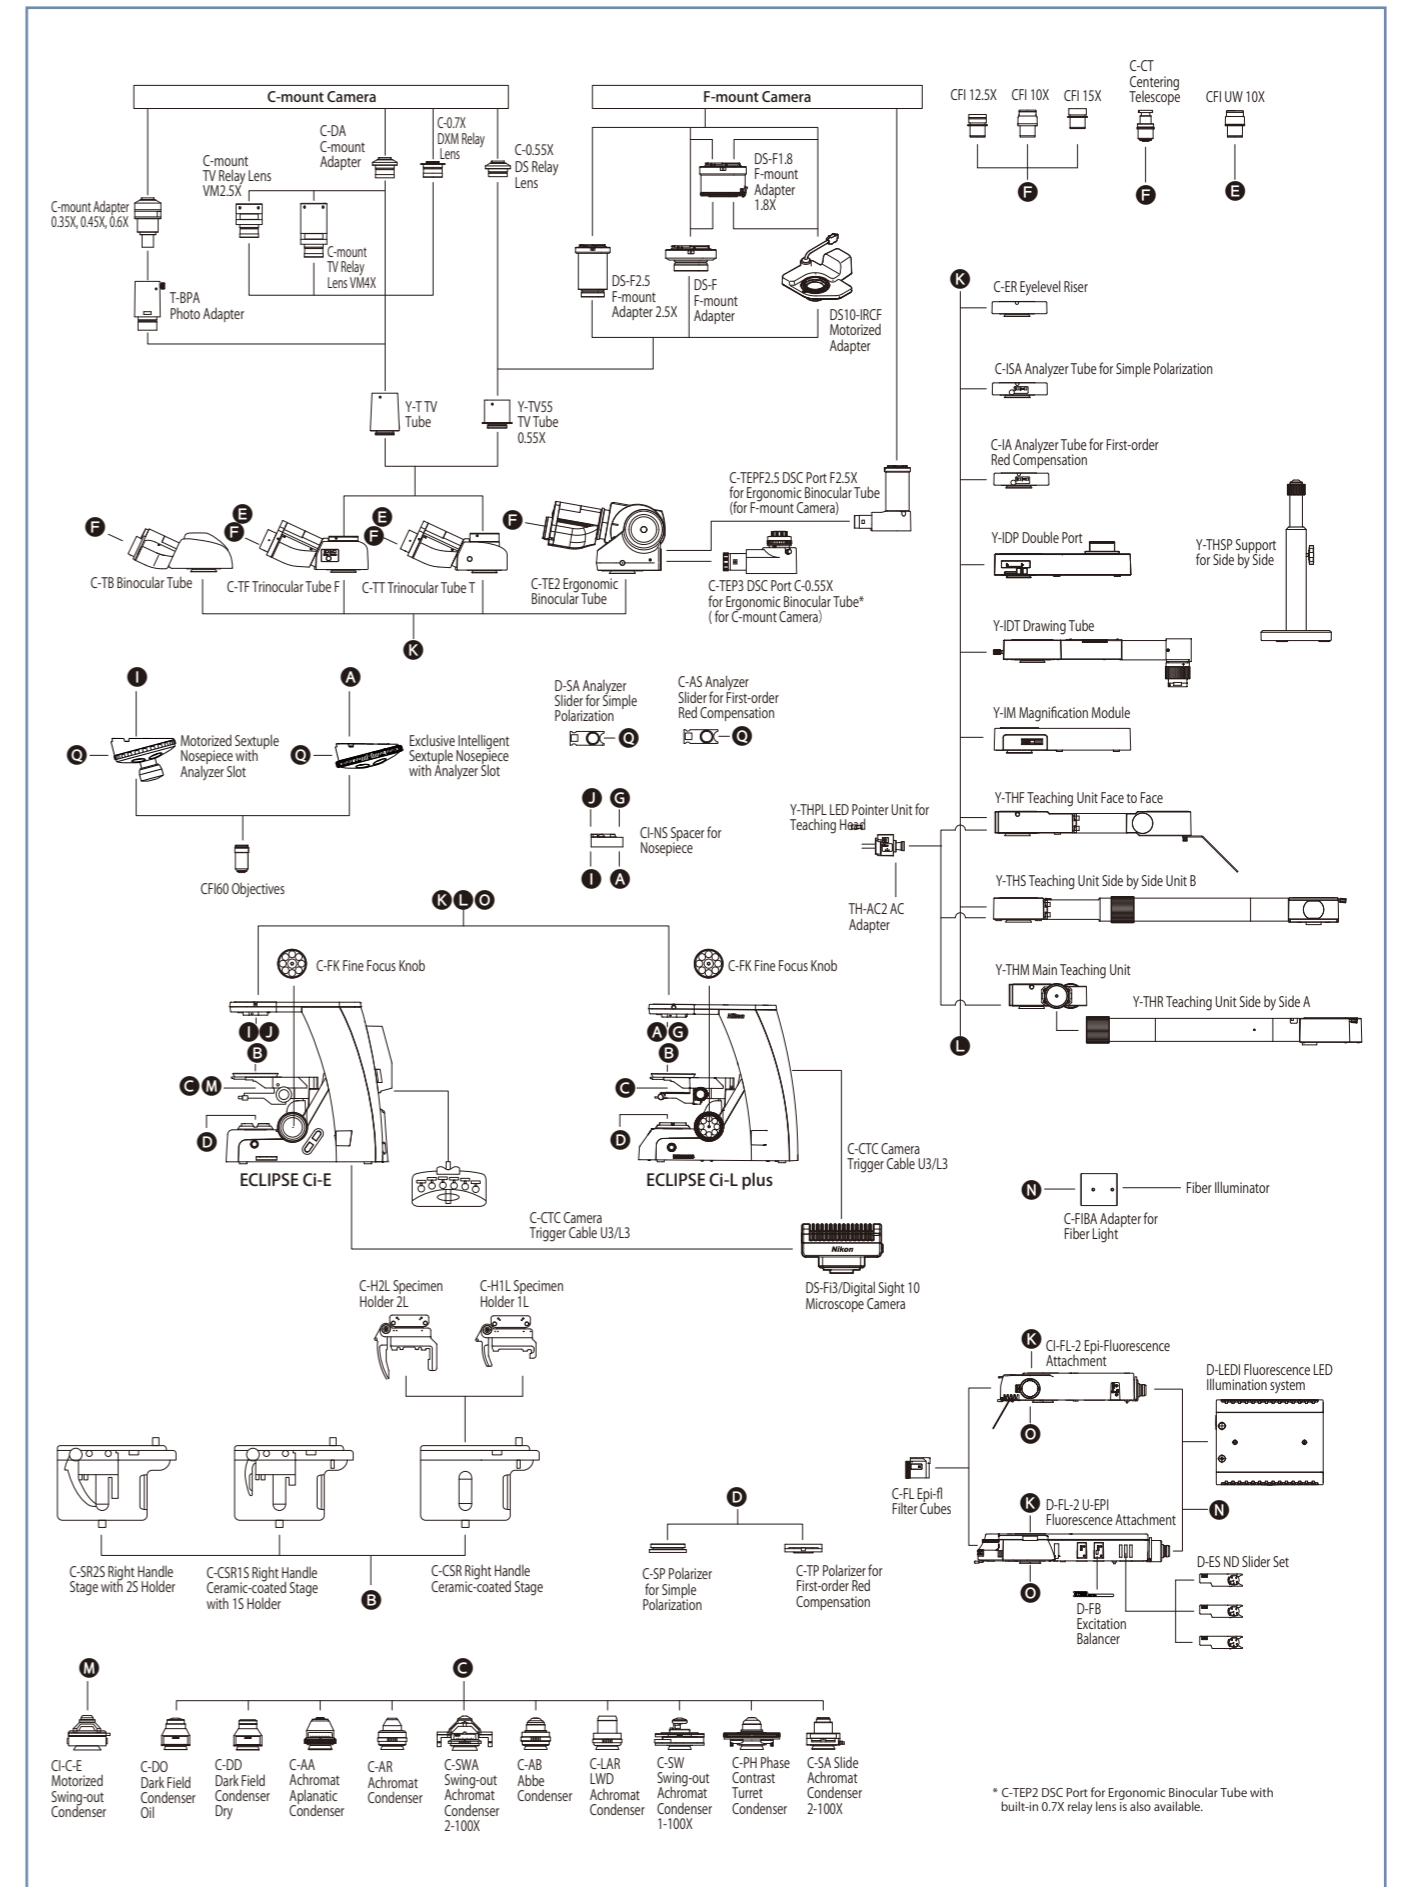 C-mount Camera
F-mount Camera
C-mount Adapter
0.35X, 0.45X, 0.6X
C-mount
TV Relay Lens
VM2.5X
C-DA
C-mount
Adapter
C-0.7X
DXM Relay
Lens
C-0.55X
DS Relay
Lens
C-mount
TV Relay
Lens VM4X
T-BPA
Photo Adapter
DS-F1.8
F-mount
Adapter
1.8X
DS-F2.5
F-mount
Adapter 2.5X
DS-F
F-mount
Adapter
DS10-IRCF
Motorized
Adapter
CFI 12.5X
CFI 10X
CFI 15X
C-CT
Centering
Telescope
CFI UW 10X
F
F
E
Y-T TV
Tube
Y-TV55
TV Tube
0.55X
C-TEPF2.5 DSC Port F2.5X
for Ergonomic Binocular Tube
(for F-mount Camera)
F
E
F
E
F
F
C-TB Binocular Tube
C-TF Trinocular Tube F
C-TT Trinocular Tube T
C-TE2 Ergonomic
Binocular Tube
C-TEP3 DSC Port C-0.55X
for Ergonomic Binocular Tube*
( for C-mount Camera)
K
K
C-ER Eyelevel Riser
C-ISA Analyzer Tube for Simple Polarization
C-IA Analyzer Tube for First-order
Red Compensation
Y-IDP Double Port
Y-THSP Support
for Side by Side
Y-IDT Drawing Tube
Y-IM Magnification Module
Y-THF Teaching Unit Face to Face
Y-THPL LED Pointer Unit for
Teaching Head
TH-AC2 AC
Adapter
Y-THS Teaching Unit Side by Side Unit B
Y-THM Main Teaching Unit
Y-THR Teaching Unit Side by Side A
L
I
A
Q
Motorized Sextuple
Nosepiece with
Analyzer Slot
Q
Exclusive Intelligent
Sextuple Nosepiece
with Analyzer Slot
D-SA Analyzer
Slider for Simple
Polarization
Q
C-AS Analyzer
Slider for First-order
Red Compensation
Q
J
G
CI-NS Spacer for
Nosepiece
I
A
CFI60 Objectives
K L O
C-FK Fine Focus Knob
C-FK Fine Focus Knob
Nikon
I J
B
C M
D
A G
B
C
D
ECLIPSE Ci-E
ECLIPSE Ci-L plus
C-CTC Camera
Trigger Cable U3/L3
C-CTC Camera
Trigger Cable U3/L3
Nikon
DS-Fi3/Digital Sight 10
Microscope Camera
N
Fiber Illuminator
C-FIBA Adapter for
Fiber Light
C-H2L Specimen
Holder 2L
C-H1L Specimen
Holder 1L
C-SR2S Right Handle
Stage with 2S Holder
C-CSR1S Right Handle
Ceramic-coated Stage
with 1S Holder
C-CSR Right Handle
Ceramic-coated Stage
B
D
C-SP Polarizer
for Simple
Polarization
C-TP Polarizer for
First-order Red
Compensation
K
CI-FL-2 Epi-Fluorescence
Attachment
D-LEDI Fluorescence LED
Illumination system
O
C-FL Epi-fl
Filter Cubes
K
D-FL-2 U-EPI
Fluorescence Attachment
N
O
D-FB
Excitation
Balancer
D-ES ND Slider Set
M
C
CI-C-E
Motorized
Swing-out
Condenser
C-DO
Dark Field
Condenser
Oil
C-DD
Dark Field
Condenser
Dry
C-AA
Achromat
Aplanatic
Condenser
C-AR
Achromat
Condenser
C-SWA
Swing-out
Achromat
Condenser
2-100X
C-AB
Abbe
Condenser
C-LAR
LWD
Achromat
Condenser
C-SW
Swing-out
Achromat
Condenser
1-100X
C-PH Phase
Contrast
Turret
Condenser
C-SA Slide
Achromat
Condenser
2-100X
* C-TEP2 DSC Port for Ergonomic Binocular Tube with
built-in 0.7X relay lens is also available.